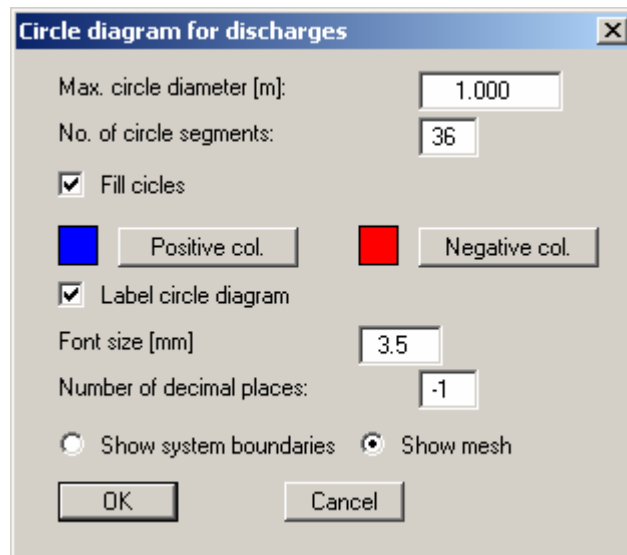 Circle diagram for discharges
Max. circle diameter [m]: 1.000
No. of circle segments: 36
Fill cicles
Positive col. Negative col.
Label circle diagram
Font size [mm] 3.5
Number of decimal places: -1
Show system boundaries Show mesh
OK Cancel